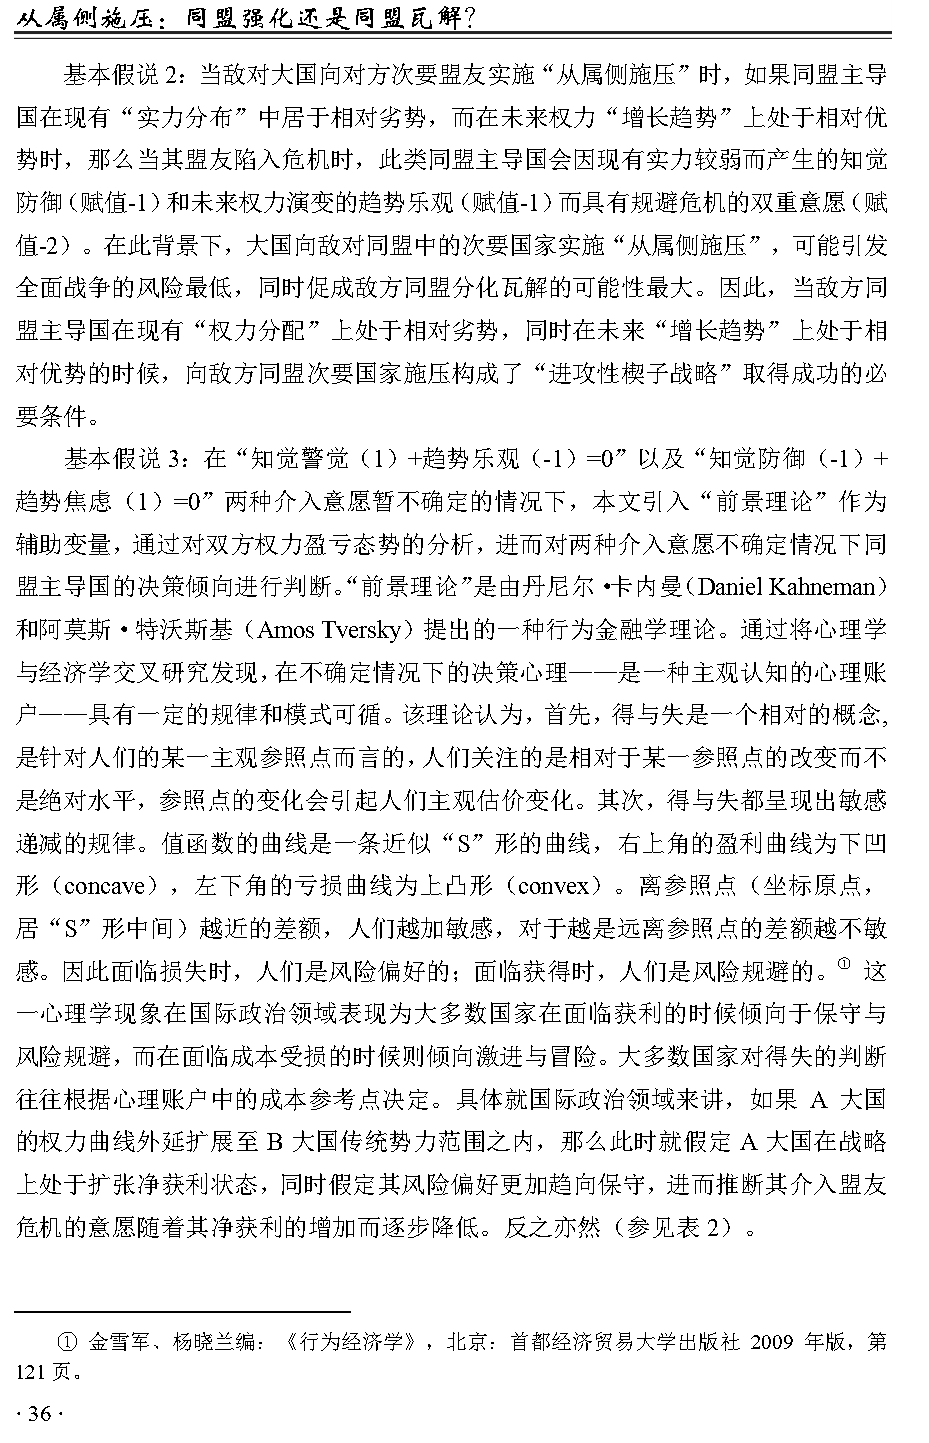 从属侧施压：同盟强化还是同盟瓦解？
基本假说 2：当敌对大国向对方次要盟友实施“从属侧施压”时，如果同盟主导
国在现有“实力分布”中居于相对劣势，而在未来权力“增长趋势”上处于相对优
势时，那么当其盟友陷入危机时，此类同盟主导国会因现有实力较弱而产生的知觉
防御（赋值-1）和未来权力演变的趋势乐观（赋值-1）而具有规避危机的双重意愿（赋
值-2）。在此背景下，大国向敌对同盟中的次要国家实施“从属侧施压”，可能引发
全面战争的风险最低，同时促成敌方同盟分化瓦解的可能性最大。因此，当敌方同
盟主导国在现有“权力分配”上处于相对劣势，同时在未来“增长趋势”上处于相
对优势的时候，向敌方同盟次要国家施压构成了“进攻性楔子战略”取得成功的必
要条件。
基本假说 3：在“知觉警觉（1）+趋势乐观（-1）=0”以及“知觉防御（-1）+
趋势焦虑（1）=0”两种介入意愿暂不确定的情况下，本文引入“前景理论”作为
辅助变量，通过对双方权力盈亏态势的分析，进而对两种介入意愿不确定情况下同
盟主导国的决策倾向进行判断。“前景理论”是由丹尼尔·卡内曼（Daniel Kahneman）
和阿莫斯·特沃斯基（Amos Tversky）提出的一种行为金融学理论。通过将心理学
与经济学交叉研究发现，在不确定情况下的决策心理——是一种主观认知的心理账
户——具有一定的规律和模式可循。该理论认为，首先，得与失是一个相对的概念，
是针对人们的某一主观参照点而言的，人们关注的是相对于某一参照点的改变而不
是绝对水平，参照点的变化会引起人们主观估价变化。其次，得与失都呈现出敏感
递减的规律。值函数的曲线是一条近似“S”形的曲线，右上角的盈利曲线为下凹
形（concave），左下角的亏损曲线为上凸形（convex）。离参照点（坐标原点，
居“S”形中间）越近的差额，人们越加敏感，对于越是远离参照点的差额越不敏
感。因此面临损失时，人们是风险偏好的；面临获得时，人们是风险规避的。① 这
一心理学现象在国际政治领域表现为大多数国家在面临获利的时候倾向于保守与
风险规避，而在面临成本受损的时候则倾向激进与冒险。大多数国家对得失的判断
往往根据心理账户中的成本参考点决定。具体就国际政治领域来讲，如果 A 大国
的权力曲线外延扩展至 B 大国传统势力范围之内，那么此时就假定 A 大国在战略
上处于扩张净获利状态，同时假定其风险偏好更加趋向保守，进而推断其介入盟友
危机的意愿随着其净获利的增加而逐步降低。反之亦然（参见表 2）。
① 金雪军、杨晓兰编：《行为经济学》，北京：首都经济贸易大学出版社 2009 年版，第
121 页。
· 36 ·